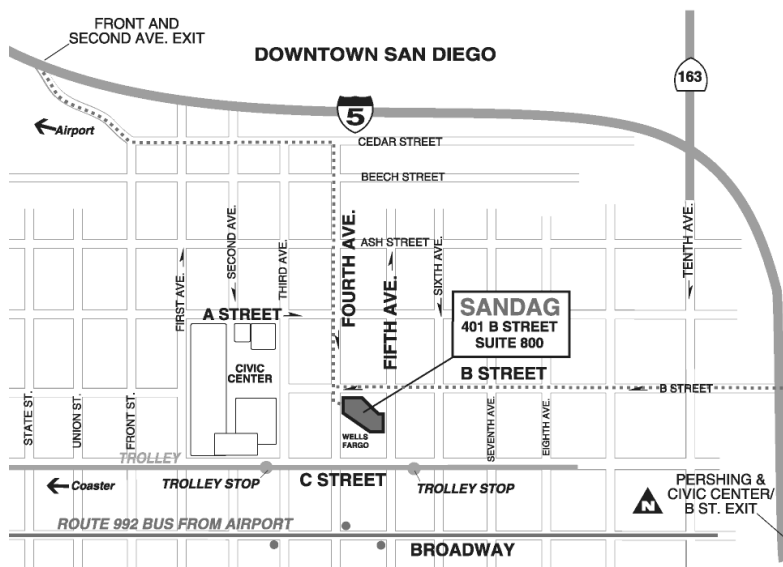 FRONT AND
SECOND AVE. EXIT
DOWNTOWN SAN DIEGO
163
5
Airport
CEDAR STREET
BEECH STREET
ASH STREET
FIRST AVE.
SECOND AVE.
THIRD AVE.
FOURTH AVE.
FIFTH AVE.
SIXTH AVE.
TENTH AVE.
A STREET
SANDAG
401 B STREET
SUITE 800
CIVIC
CENTER
B STREET
B STREET
STATE ST.
UNION ST.
FRONT ST.
WELLS
FARGO
SEVENTH AVE.
EIGHTH AVE.
TROLLEY
TROLLEY STOP
C STREET
TROLLEY STOP
Coaster
N
PERSHING &
CIVIC CENTER/
B ST. EXIT
ROUTE 992 BUS FROM AIRPORT
BROADWAY